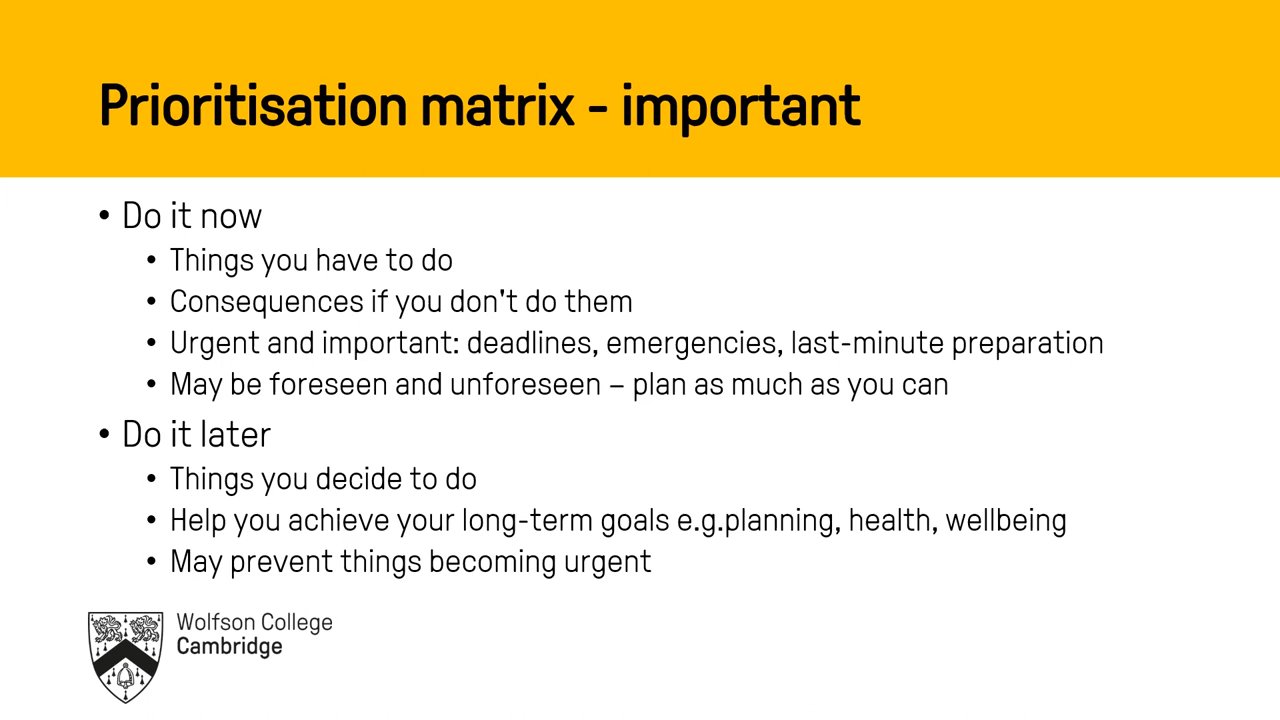 Prioritisation matrix - important
• Do it now
• Things you have to do
• Consequences if you don't do them
• Urgent and important: deadlines, emergencies, last-minute preparation
• May be foreseen and unforeseen – plan as much as you can
• Do it later
• Things you decide to do
• Help you achieve your long-term goals e.g.planning, health, wellbeing
• May prevent things becoming urgent
Wolfson College
Cambridge